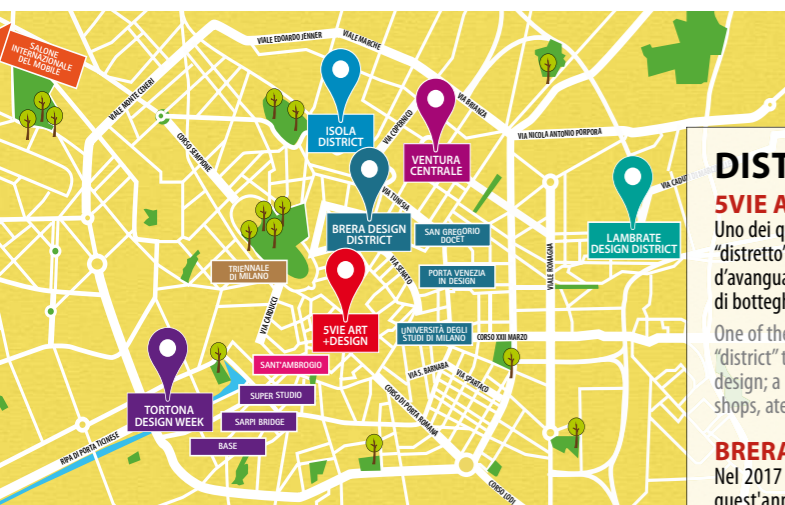 SALONE
INTERNAZIONALE
DEL MOBILE
VIALE EDOARDO JENNER
VIALE MARCHE
VIALE MONTE CENERI
CORSO SEMPIONE
ISOLA
DISTRICT
VIA COPERNICO
VENTURA
CENTRALE
VIA BRIANZA
VIA NICOLA ANTONIO PORPORA
VIA TUNISIA
BRERA DESIGN
DISTRICT
SAN GREGORIO
DOCET
LAMBRATE
DESIGN DISTRICT
TRIENNALE
DI MILANO
VIA SENATO
PORTA VENEZIA
IN DESIGN
VIALE ROMAGNA
VIA CARDUCCI
5VIE ART
+DESIGN
UNIVERSITÀ DEGLI
STUDI DI MILANO
CORSO XXII MARZO
SANT'AMBROGIO
VIA S. BARNABA
VIA SPARTACO
TORTONA
DESIGN WEEK
SUPER STUDIO
SARPI BRIDGE
BASE
CORSO DI PORTA ROMANA
RIPA DI PORTA TICINESE
CORSO LODI
DIST
5VIE A
Uno dei q
"distretto"
d'avangua
di bottegh
One of the
"district" t
design; a
shops, ate
BRERA
Nel 2017
quest'ann